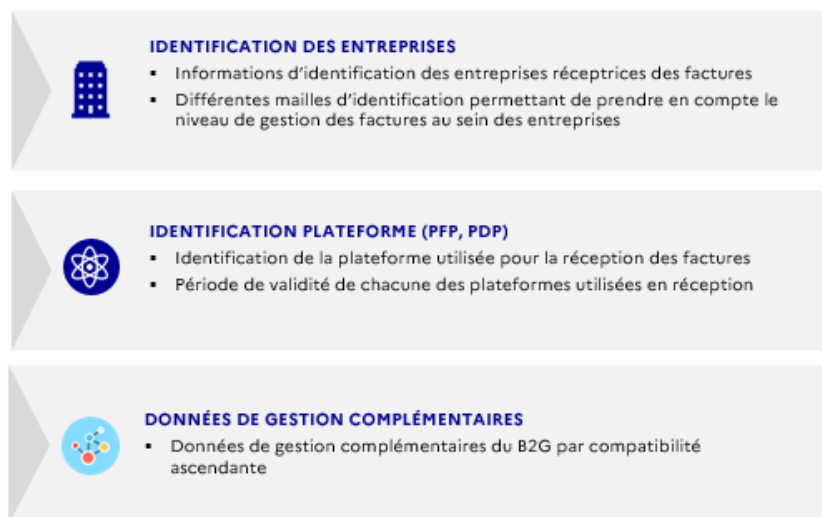 IDENTIFICATION DES ENTREPRISES
▪ Informations d'identification des entreprises réceptrices des factures
▪ Différentes mailles d'identification permettant de prendre en compte le
niveau de gestion des factures au sein des entreprises
IDENTIFICATION PLATEFORME (PFP, PDP)
▪ Identification de la plateforme utilisée pour la réception des factures
▪ Période de validité de chacune des plateformes utilisées en réception
DONNÉES DE GESTION COMPLÉMENTAIRES
▪ Données de gestion complémentaires du B2G par compatibilité
ascendante